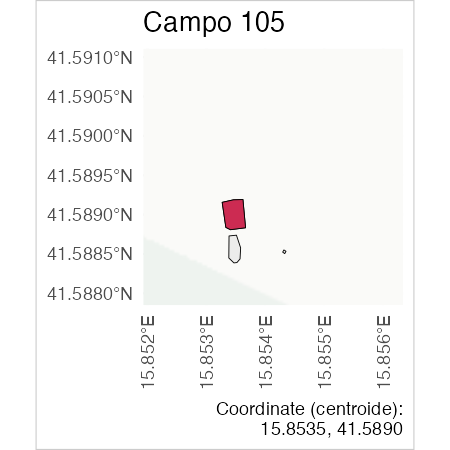 Campo 105
41.5910°N
41.5905°N
41.5900°N
41.5895°N
41.5890°N
41.5885°N
41.5880°N
15.852°E
15.853°E
15.854°E
15.855°E
15.856°E
Coordinate (centroide):
15.8535, 41.5890